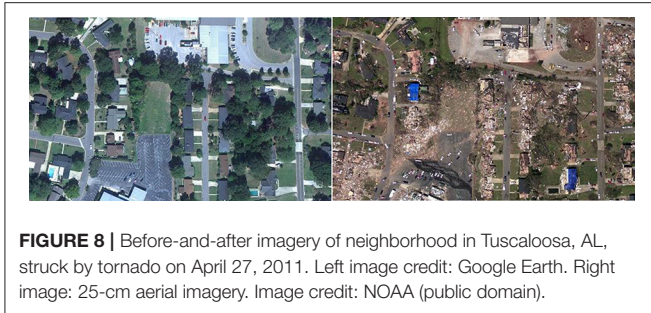 FIGURE 8 | Before-and-after imagery of neighborhood in Tuscaloosa, AL,
struck by tornado on April 27, 2011. Left image credit: Google Earth. Right
image: 25-cm aerial imagery. Image credit: NOAA (public domain).